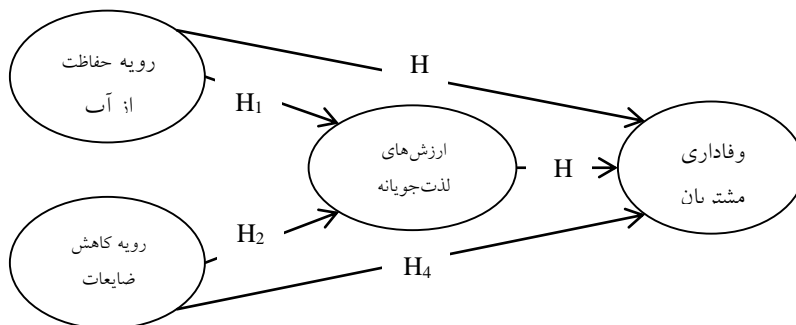 رویه حفاظت
از آب
H
H₁
ارزش‌های
لذت‌جویانه
H
وفاداری
مشتریان
H₂
رویه کاهش
ضایعات
H₄